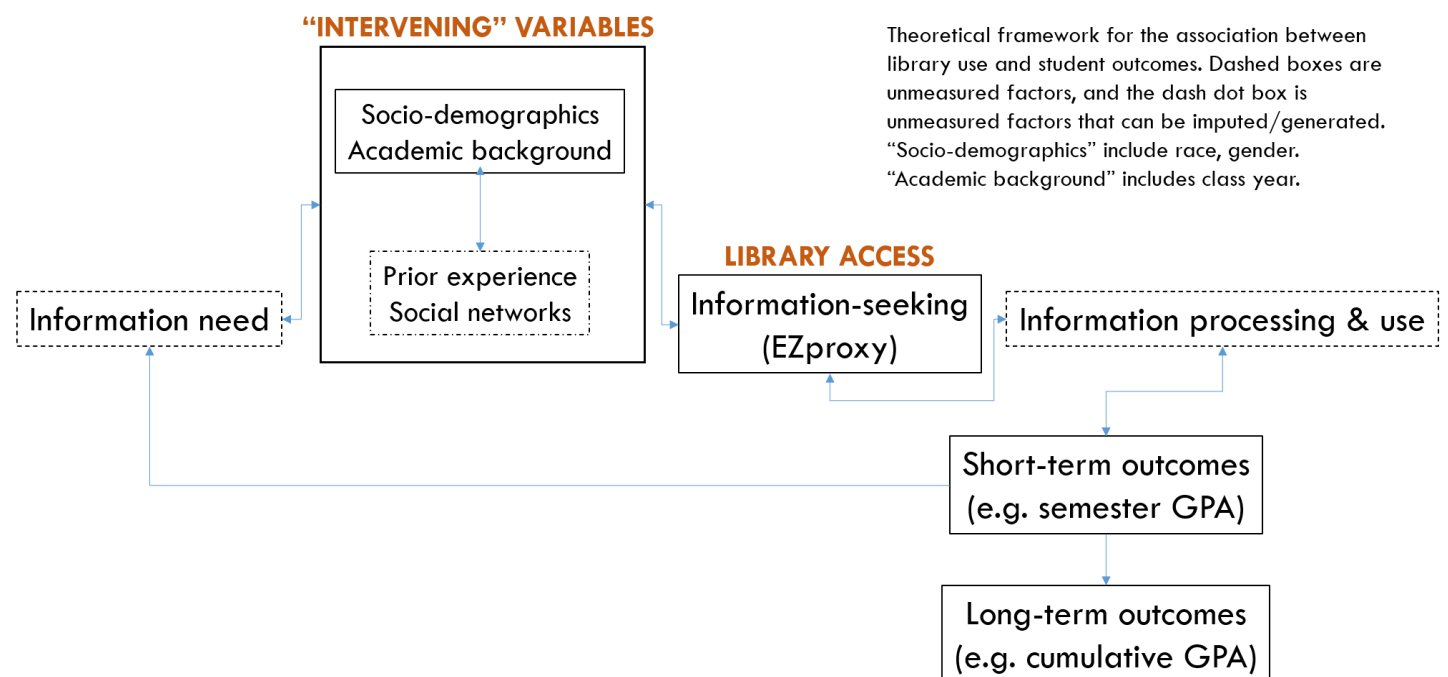 “INTERVENING” VARIABLES
Socio-demographics
Academic background
Prior experience
Social networks
Theoretical framework for the association between
library use and student outcomes. Dashed boxes are
unmeasured factors, and the dash dot box is
unmeasured factors that can be imputed/generated.
“Socio-demographics” include race, gender.
“Academic background” includes class year.
Information need
LIBRARY ACCESS
Information-seeking
(EZproxy)
Information processing & use
Short-term outcomes
(e.g. semester GPA)
Long-term outcomes
(e.g. cumulative GPA)